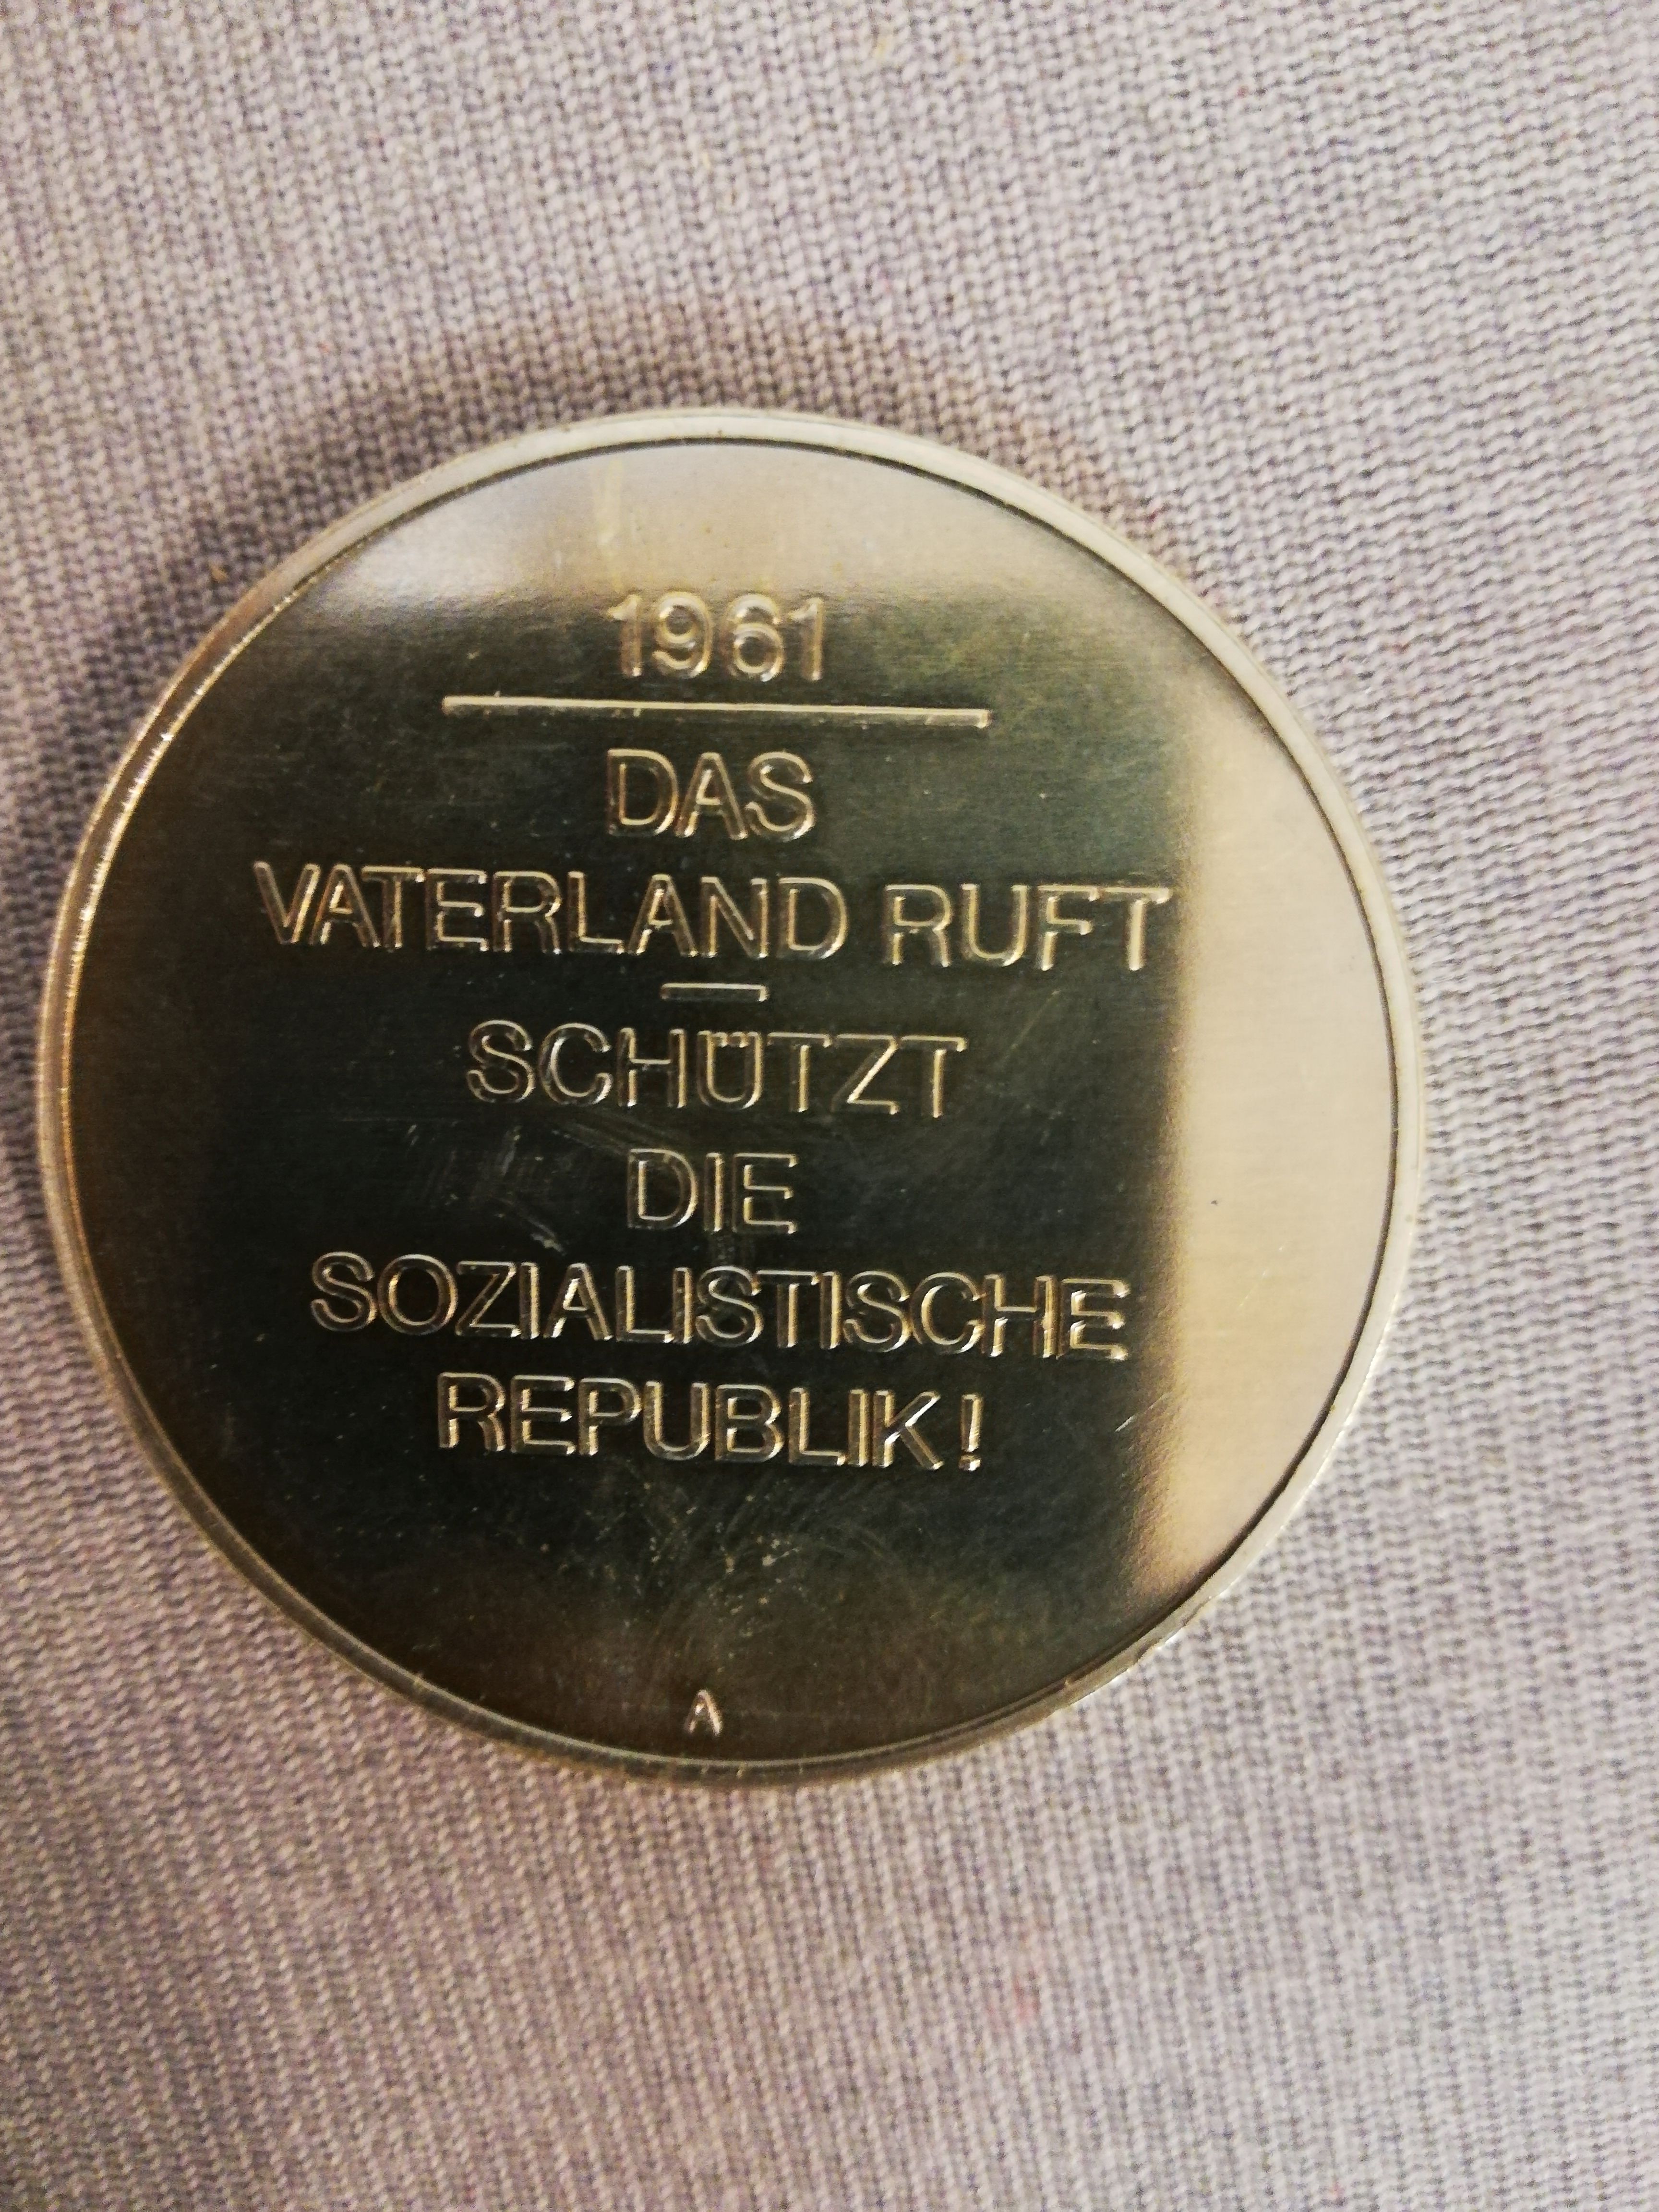 1961
DAS
VATERLAND RUFT
—
SCHÜTZT
DIE
SOZIALISTISCHE
REPUBLIK!
A